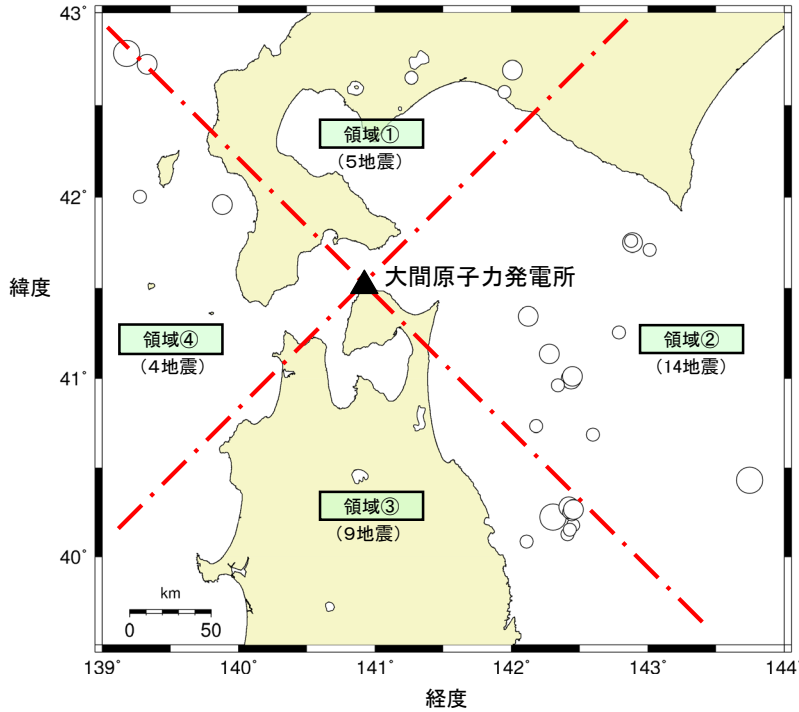 43°
領域①
(5地震)
42°
大間原子力発電所
緯度
領域④
(4地震)
領域②
(14地震)
41°
領域③
(9地震)
40°
km
0 50
139° 140° 141° 142° 143° 144°
経度